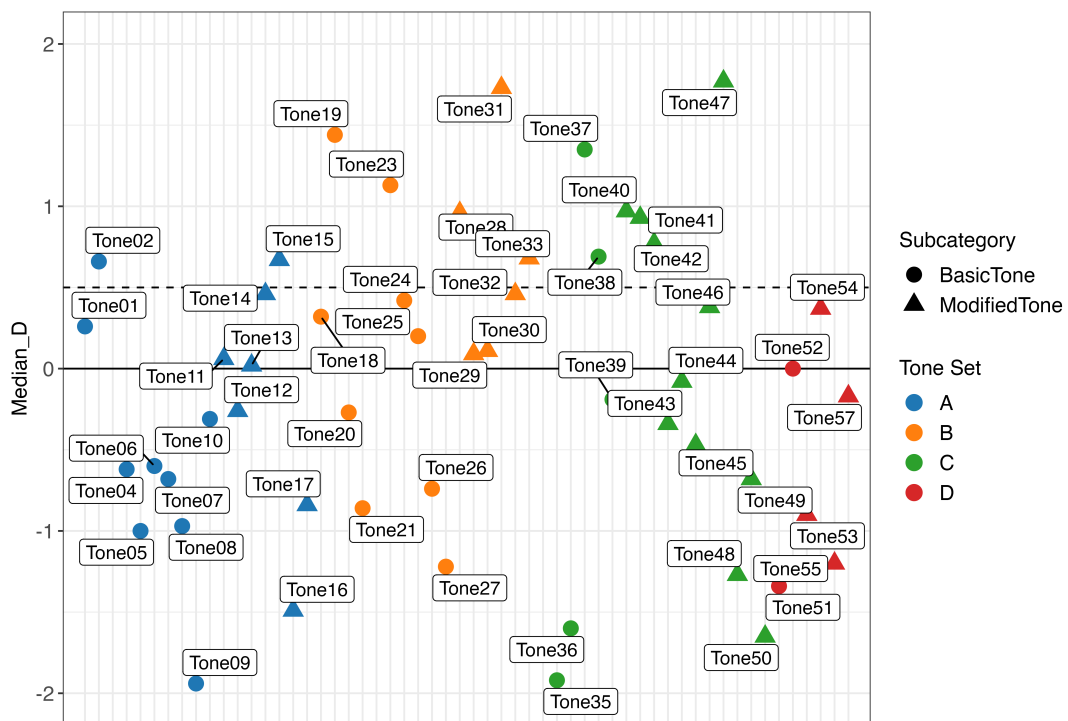 2
Tone47
Tone31
Tone19
Tone37
Tone23
1
Tone40
Tone41
Tone28
Tone02
Tone15
Tone33
Tone42
Tone24
Tone32
Tone38
Tone46
Tone54
Tone14
Tone01
Tone25
Tone13
Tone30
Tone52
Tone18
Tone44
Tone39
0
Tone11
Tone29
Tone12
Tone43
Tone57
Tone20
Tone10
Tone06
Tone45
Tone26
Tone04
Tone17
Tone07
Tone49
Tone21
-1
Tone53
Tone05
Tone08
Tone48
Tone55
Tone27
Tone16
Tone51
Tone36
Tone50
Tone09
Tone35
-2
Median_D
Subcategory
BasicTone
ModifiedTone
Tone Set
A
B
C
D